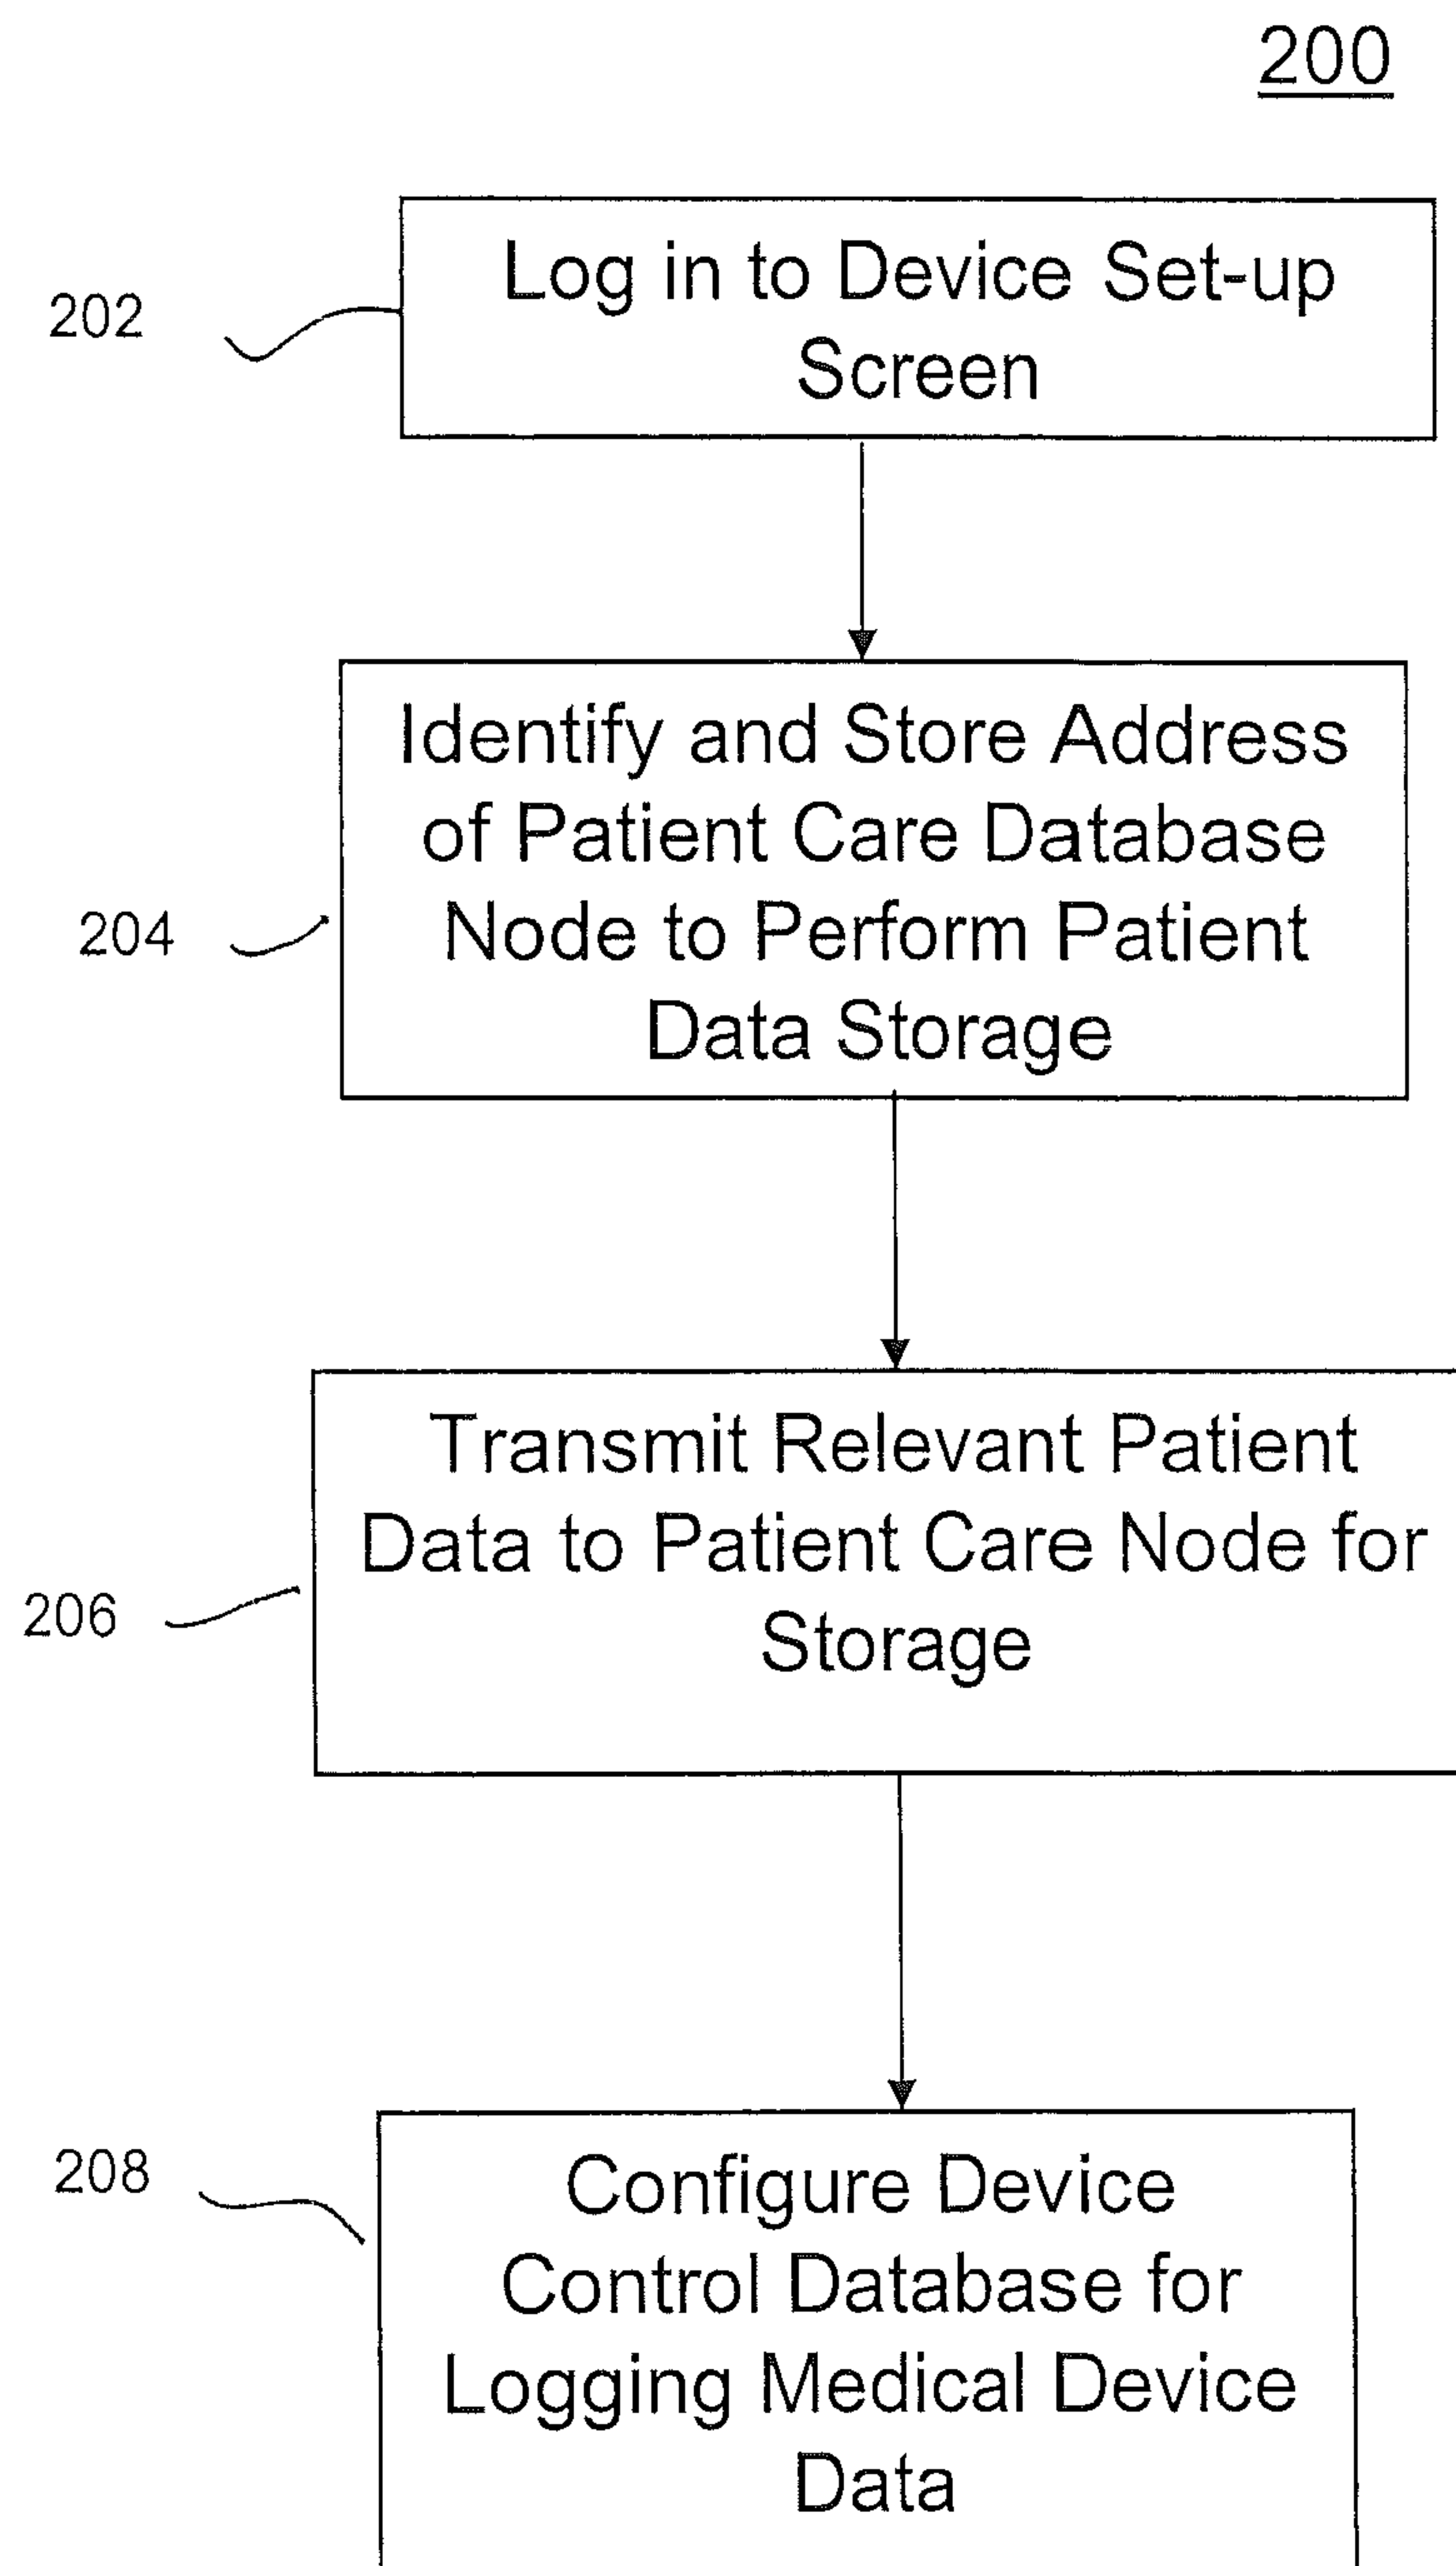 200
202
Log in to Device Set-up
Screen
204
Identify and Store Address
of Patient Care Database
Node to Perform Patient
Data Storage
206
Transmit Relevant Patient
Data to Patient Care Node for
Storage
208
Configure Device
Control Database for
Logging Medical Device
Data